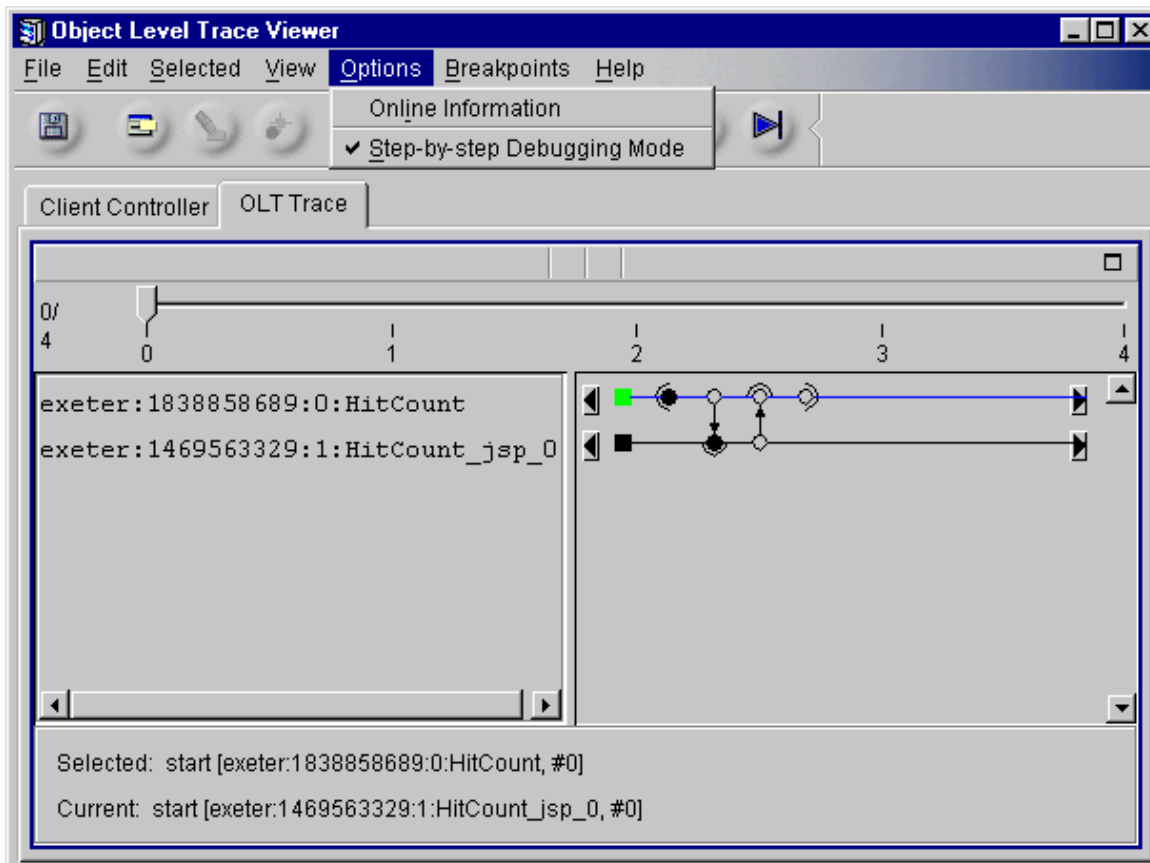 Object Level Trace Viewer
File Edit Selected View Options Breakpoints Help
Online Information
Step-by-step Debugging Mode
Client Controller OLT Trace
0/
4
0 1 2 3 4
exeter:1838858689:0:HitCount
exeter:1469563329:1:HitCount_jsp_0
Selected: start [exeter:1838858689:0:HitCount, #0]
Current: start [exeter:1469563329:1:HitCount_jsp_0, #0]